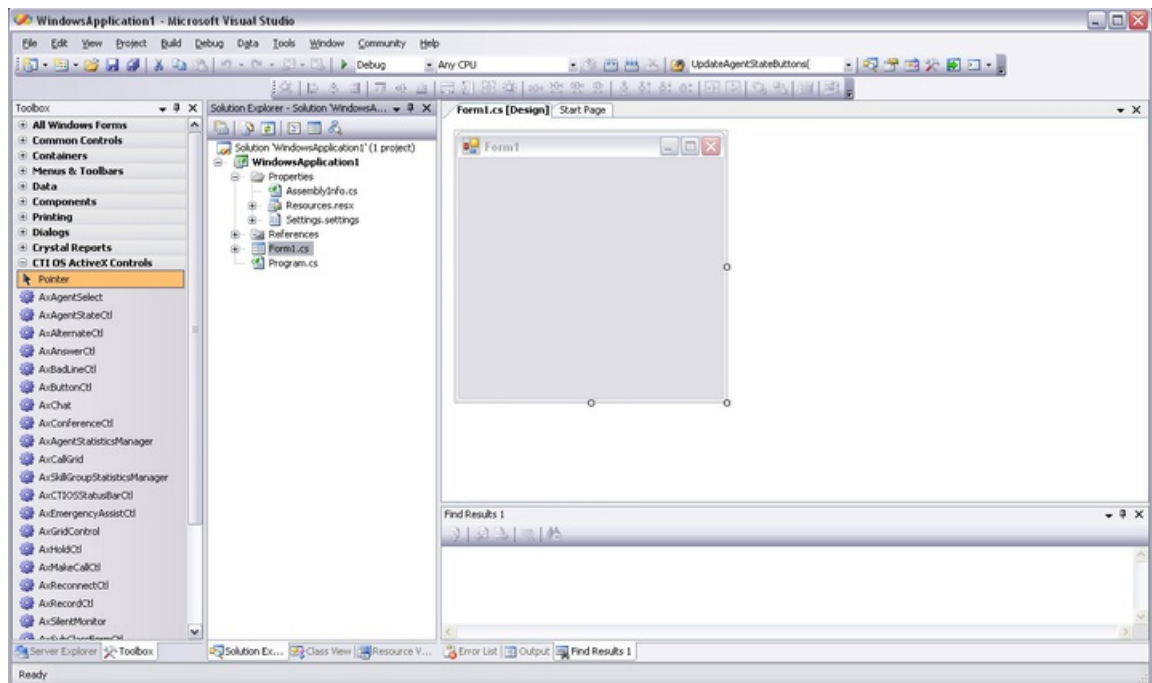 WindowsApplication1 - Microsoft Visual Studio
File Edit View Project Build Debug Data Tools Window Community Help
Debug Any CPU UpdateAgentStateButtons(
Toolbox
All Windows Forms
Common Controls
Containers
Menus & Toolbars
Data
Components
Printing
Dialogs
Crystal Reports
CTI OS ActiveX Controls
Pointer
AxAgentSelect
AxAgentStateCtl
AxAlternateCtl
AxAnswerCtl
AxBadLineCtl
AxButtonCtl
AxChat
AxConferenceCtl
AxAgentStatisticsManager
AxCallGrid
AxSkillGroupStatisticsManager
AxCTIOSStatusBarCtl
AxEmergencyAssistCtl
AxGridControl
AxHoldCtl
AxMakeCallCtl
AxReconnectCtl
AxRecordCtl
AxSilentMonitor
Server Explorer Toolbox
Solution Explorer - Solution 'WindowsA...
Solution 'WindowsApplication1' (1 project)
WindowsApplication1
Properties
AssemblyInfo.cs
Resources.resx
Settings.settings
References
Form1.cs
Program.cs
Solution Ex... Class View Resource V...
Form1.cs [Design] Start Page
Form1
Find Results 1
Error List Output Find Results 1
Ready